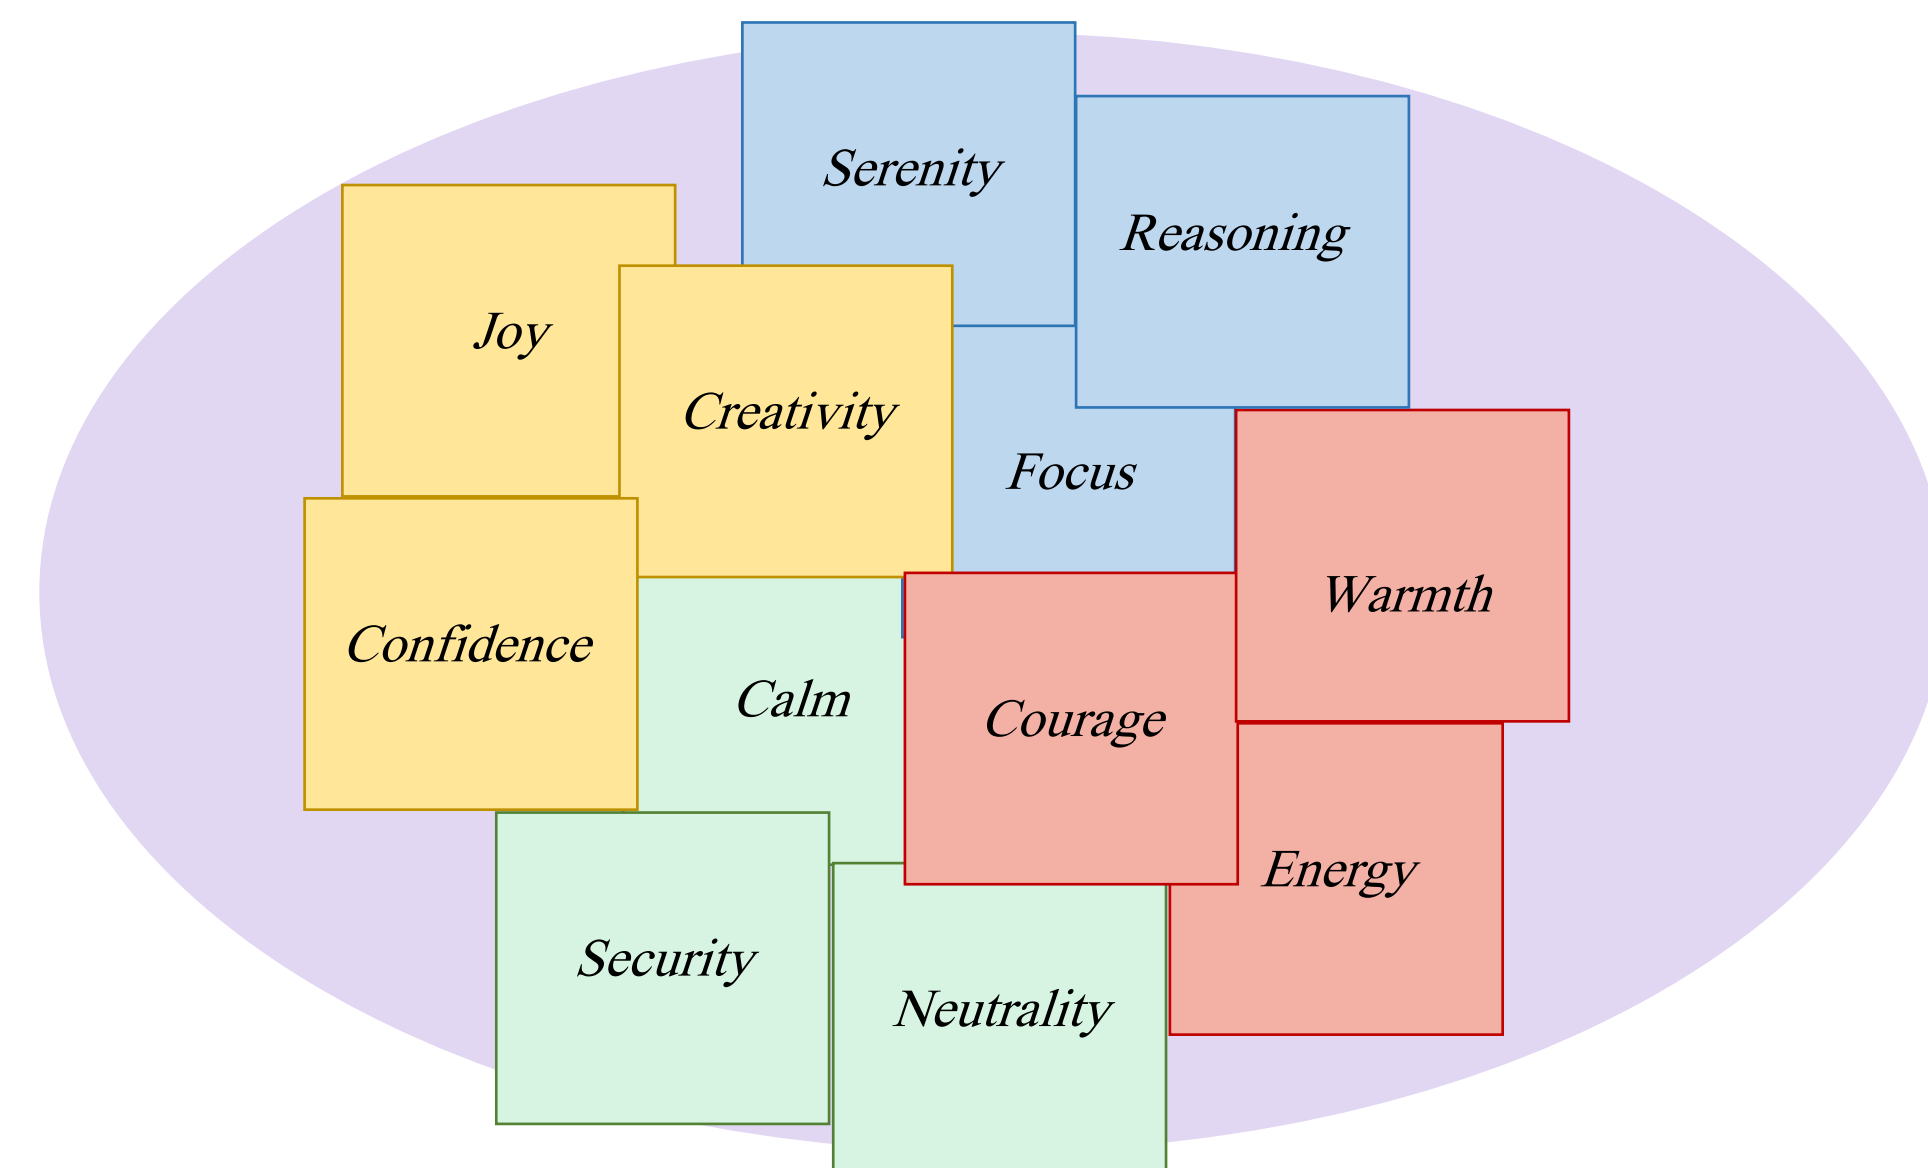 Serenity
Reasoning
Joy
Creativity
Focus
Warmth
Confidence
Calm
Courage
Energy
Security
Neutrality